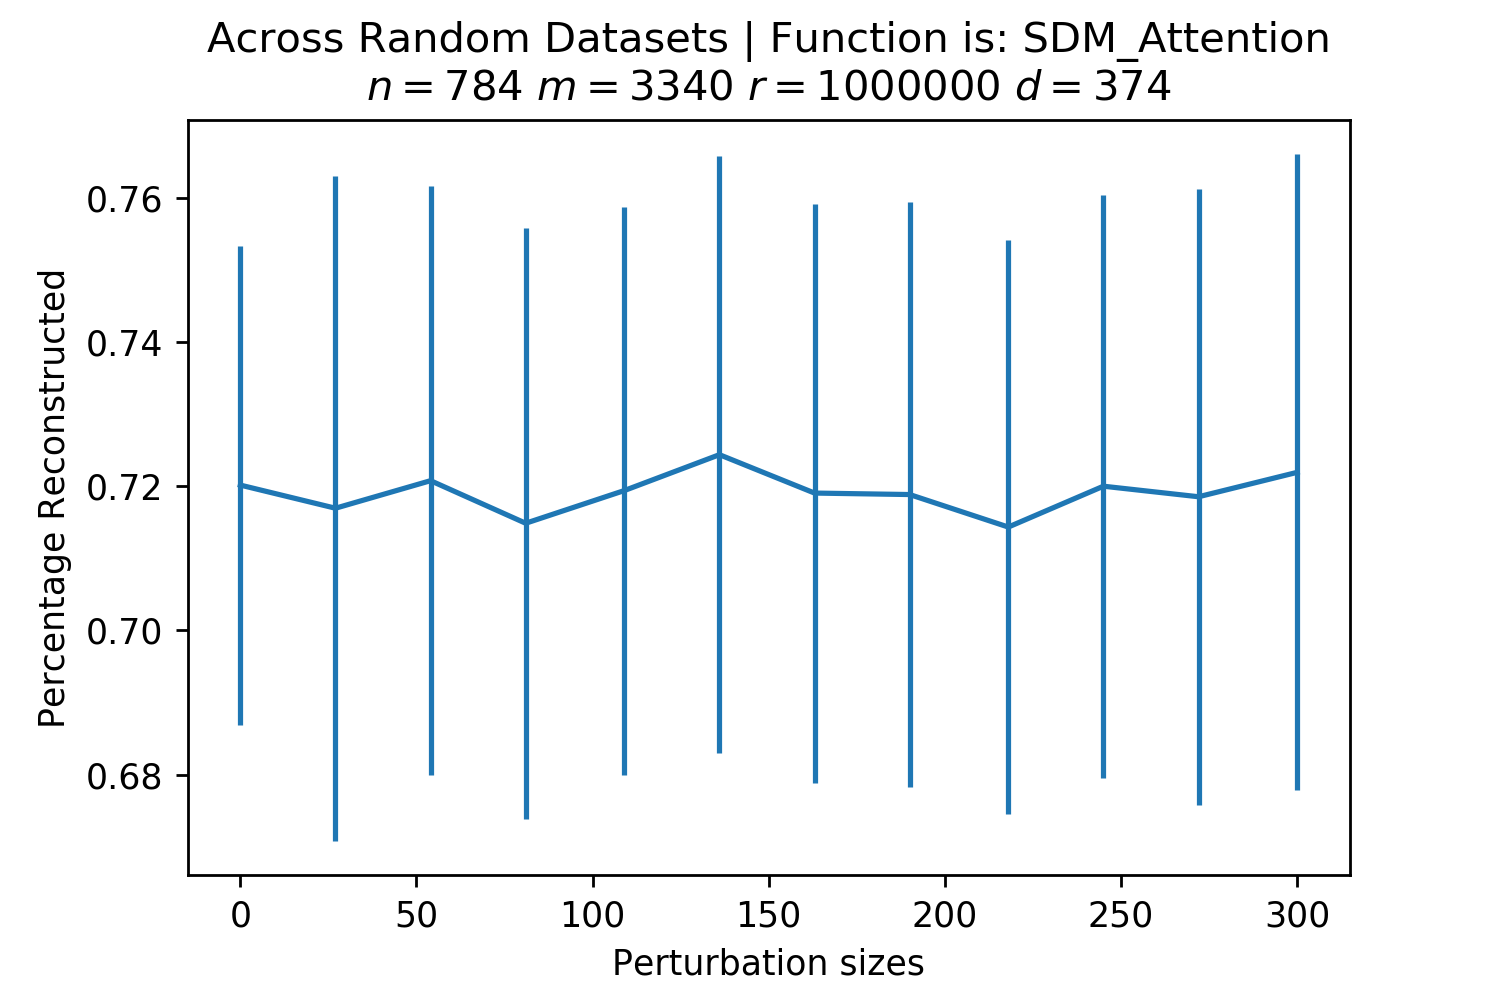 Across Random Datasets | Function is: SDM_Attention
n = 784 m = 3340 r = 1000000 d = 374
Percentage Reconstructed
0.76
0.74
0.72
0.70
0.68
0 50 100 150 200 250 300
Perturbation sizes